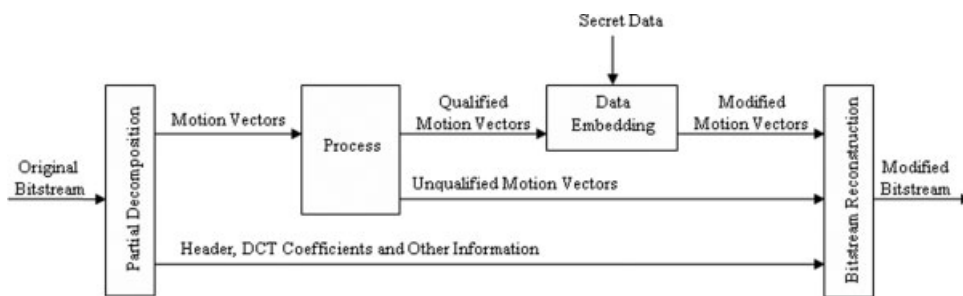 Secret Data
Motion Vectors
Qualified
Motion Vectors
Data
Embedding
Modified
Motion Vectors
Process
Original
Bitstream
Partial Decomposition
Unqualified Motion Vectors
Bitstream Reconstruction
Modified
Bitstream
Header, DCT Coefficients and Other Information